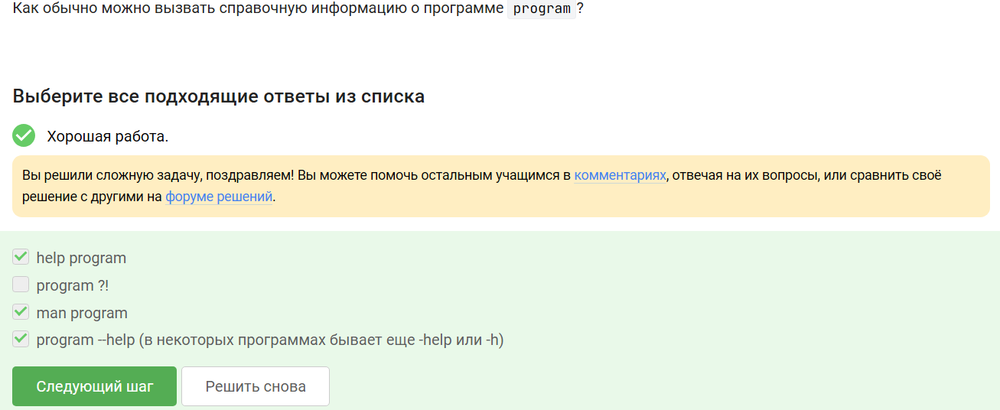 Как обычно можно вызвать справочную информацию о программе program ?
Выберите все подходящие ответы из списка
Хорошая работа.
Вы решили сложную задачу, поздравляем! Вы можете помочь остальным учащимся в комментариях, отвечая на их вопросы, или сравнить своё
решение с другими на форуме решений.
help program
program ?!
man program
program --help (в некоторых программах бывает еще -help или -h)
Следующий шаг
Решить снова